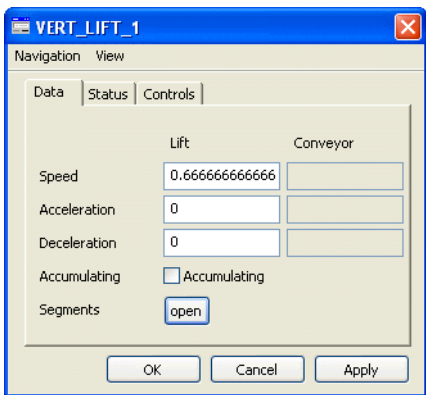 VERT_LIFT_1
Navigation View
Data Status Controls
Lift Conveyor
Speed 0.666666666666
Acceleration 0
Deceleration 0
Accumulating Accumulating
Segments open
OK Cancel Apply